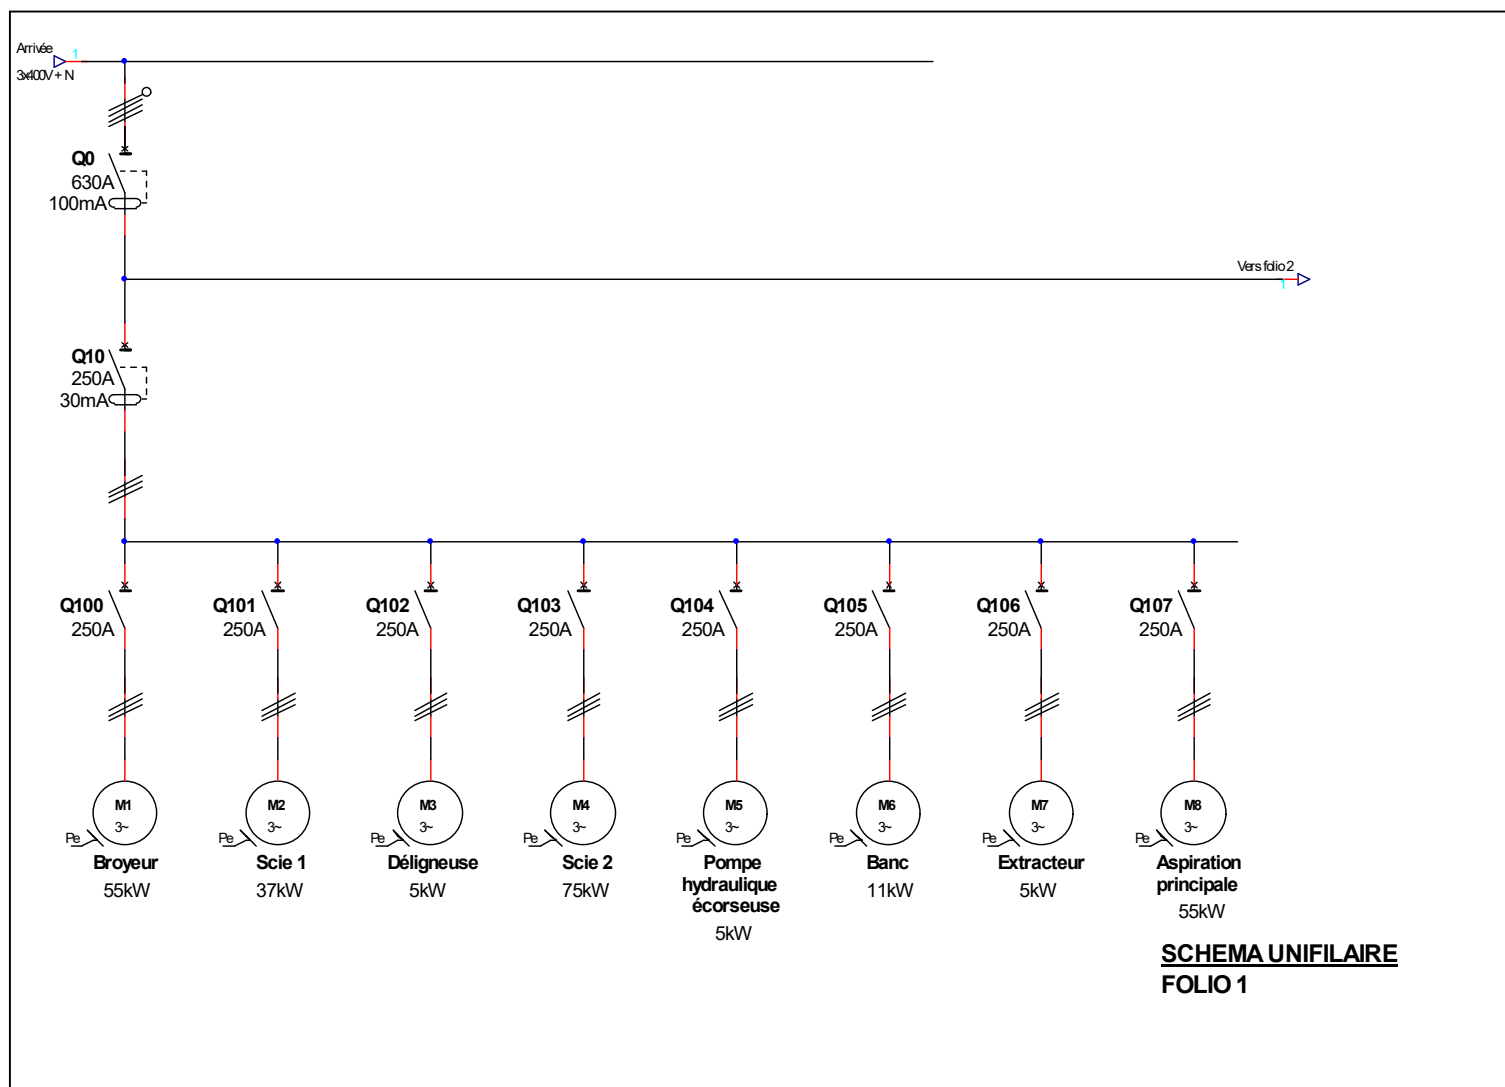 Arrivée
1
3x400V + N
Q0
630A
100mA
Vers folio 2
1
Q10
250A
30mA
Q100
250A
Q101
250A
Q102
250A
Q103
250A
Q104
250A
Q105
250A
Q106
250A
Q107
250A
M1
3~
Pe
Broyeur
55kW
M2
3~
Pe
Scie 1
37kW
M3
3~
Pe
Déligneuse
5kW
M4
3~
Pe
Scie 2
75kW
M5
3~
Pe
Pompe
hydraulique
écorseuse
5kW
M6
3~
Pe
Banc
11kW
M7
3~
Pe
Extracteur
5kW
M8
3~
Pe
Aspiration
principale
55kW
SCHEMA UNIFILAIRE
FOLIO 1